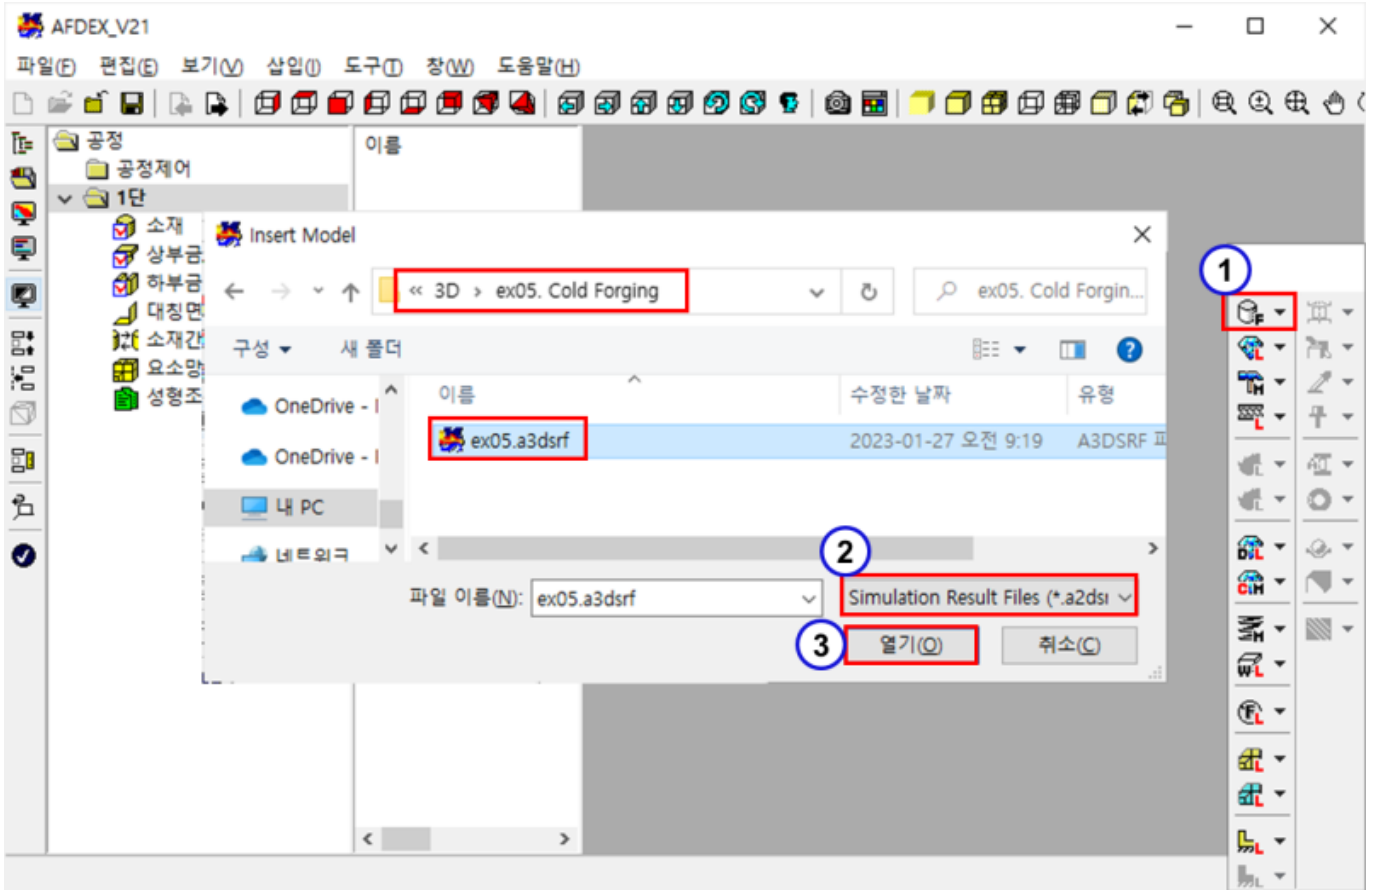 AFDEX_V21
파일(F) 편집(E) 보기(V) 삽입(I) 도구(T) 창(W) 도움말(H)
공정
공정제어
1단
소재
상부금
하부금
대칭면
소재간
요소망
성형조
이름
Insert Model
« 3D › ex05. Cold Forging
ex05. Cold Forgin...
구성 새 폴더
OneDrive - I
OneDrive - I
내 PC
네트워크
이름 수정한 날짜 유형
ex05.a3dsrf 2023-01-27 오전 9:19 A3DSRF
파일 이름(N): ex05.a3dsrf Simulation Result Files (*.a2dsr
열기(O) 취소(C)
1
2
3
F
L
M
L
L
L
D L
C M
M
W L
F L
L
L
L
L